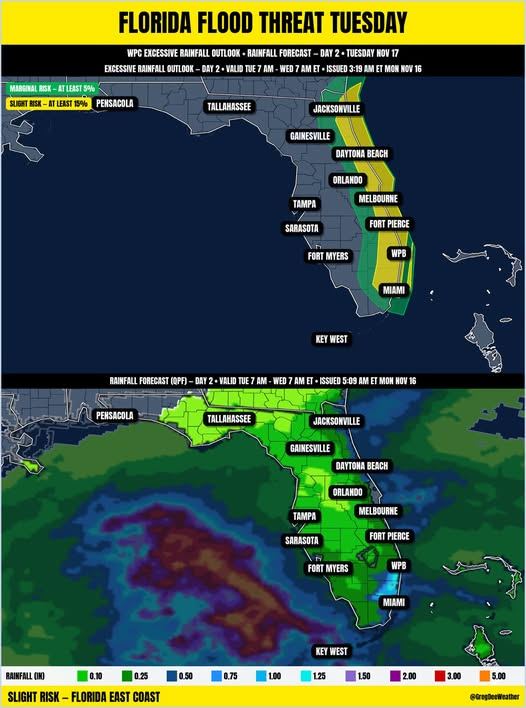 FLORIDA FLOOD THREAT TUESDAY
WPC EXCESSIVE RAINFALL OUTLOOK • RAINFALL FORECAST – DAY 2 • TUESDAY NOV 17
EXCESSIVE RAINFALL OUTLOOK – DAY 2 • VALID TUE 7 AM - WED 7 AM ET • ISSUED 3:19 AM ET MON NOV 16
MARGINAL RISK – AT LEAST 5%
SLIGHT RISK – AT LEAST 15%
PENSACOLA
TALLAHASSEE
JACKSONVILLE
GAINESVILLE
DAYTONA BEACH
ORLANDO
MELBOURNE
TAMPA
FORT PIERCE
SARASOTA
FORT MYERS
WPB
MIAMI
KEY WEST
RAINFALL FORECAST (QPF) – DAY 2 • VALID TUE 7 AM - WED 7 AM ET • ISSUED 5:09 AM ET MON NOV 16
PENSACOLA
TALLAHASSEE
JACKSONVILLE
GAINESVILLE
DAYTONA BEACH
ORLANDO
MELBOURNE
TAMPA
FORT PIERCE
SARASOTA
FORT MYERS
WPB
MIAMI
KEY WEST
RAINFALL (IN) 0.10 0.25 0.50 0.75 1.00 1.25 1.50 2.00 3.00 5.00
SLIGHT RISK – FLORIDA EAST COAST
@GregDeeWeather